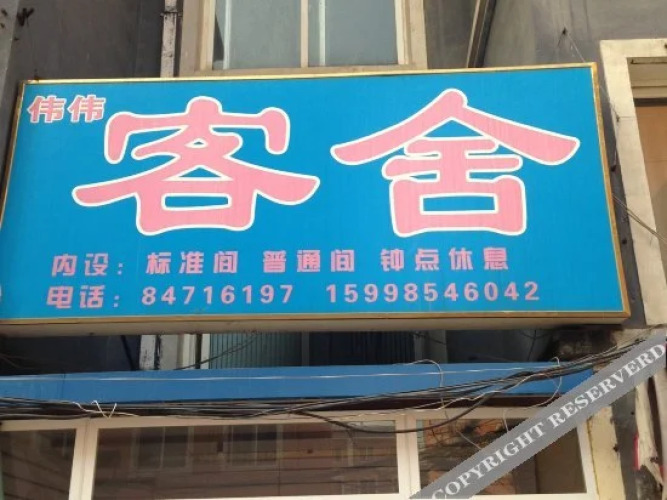 伟伟
客舍
内设：标准间 普通间 钟点休息
电话：84716197 15998546042
COPYRIGHT RESERVERD